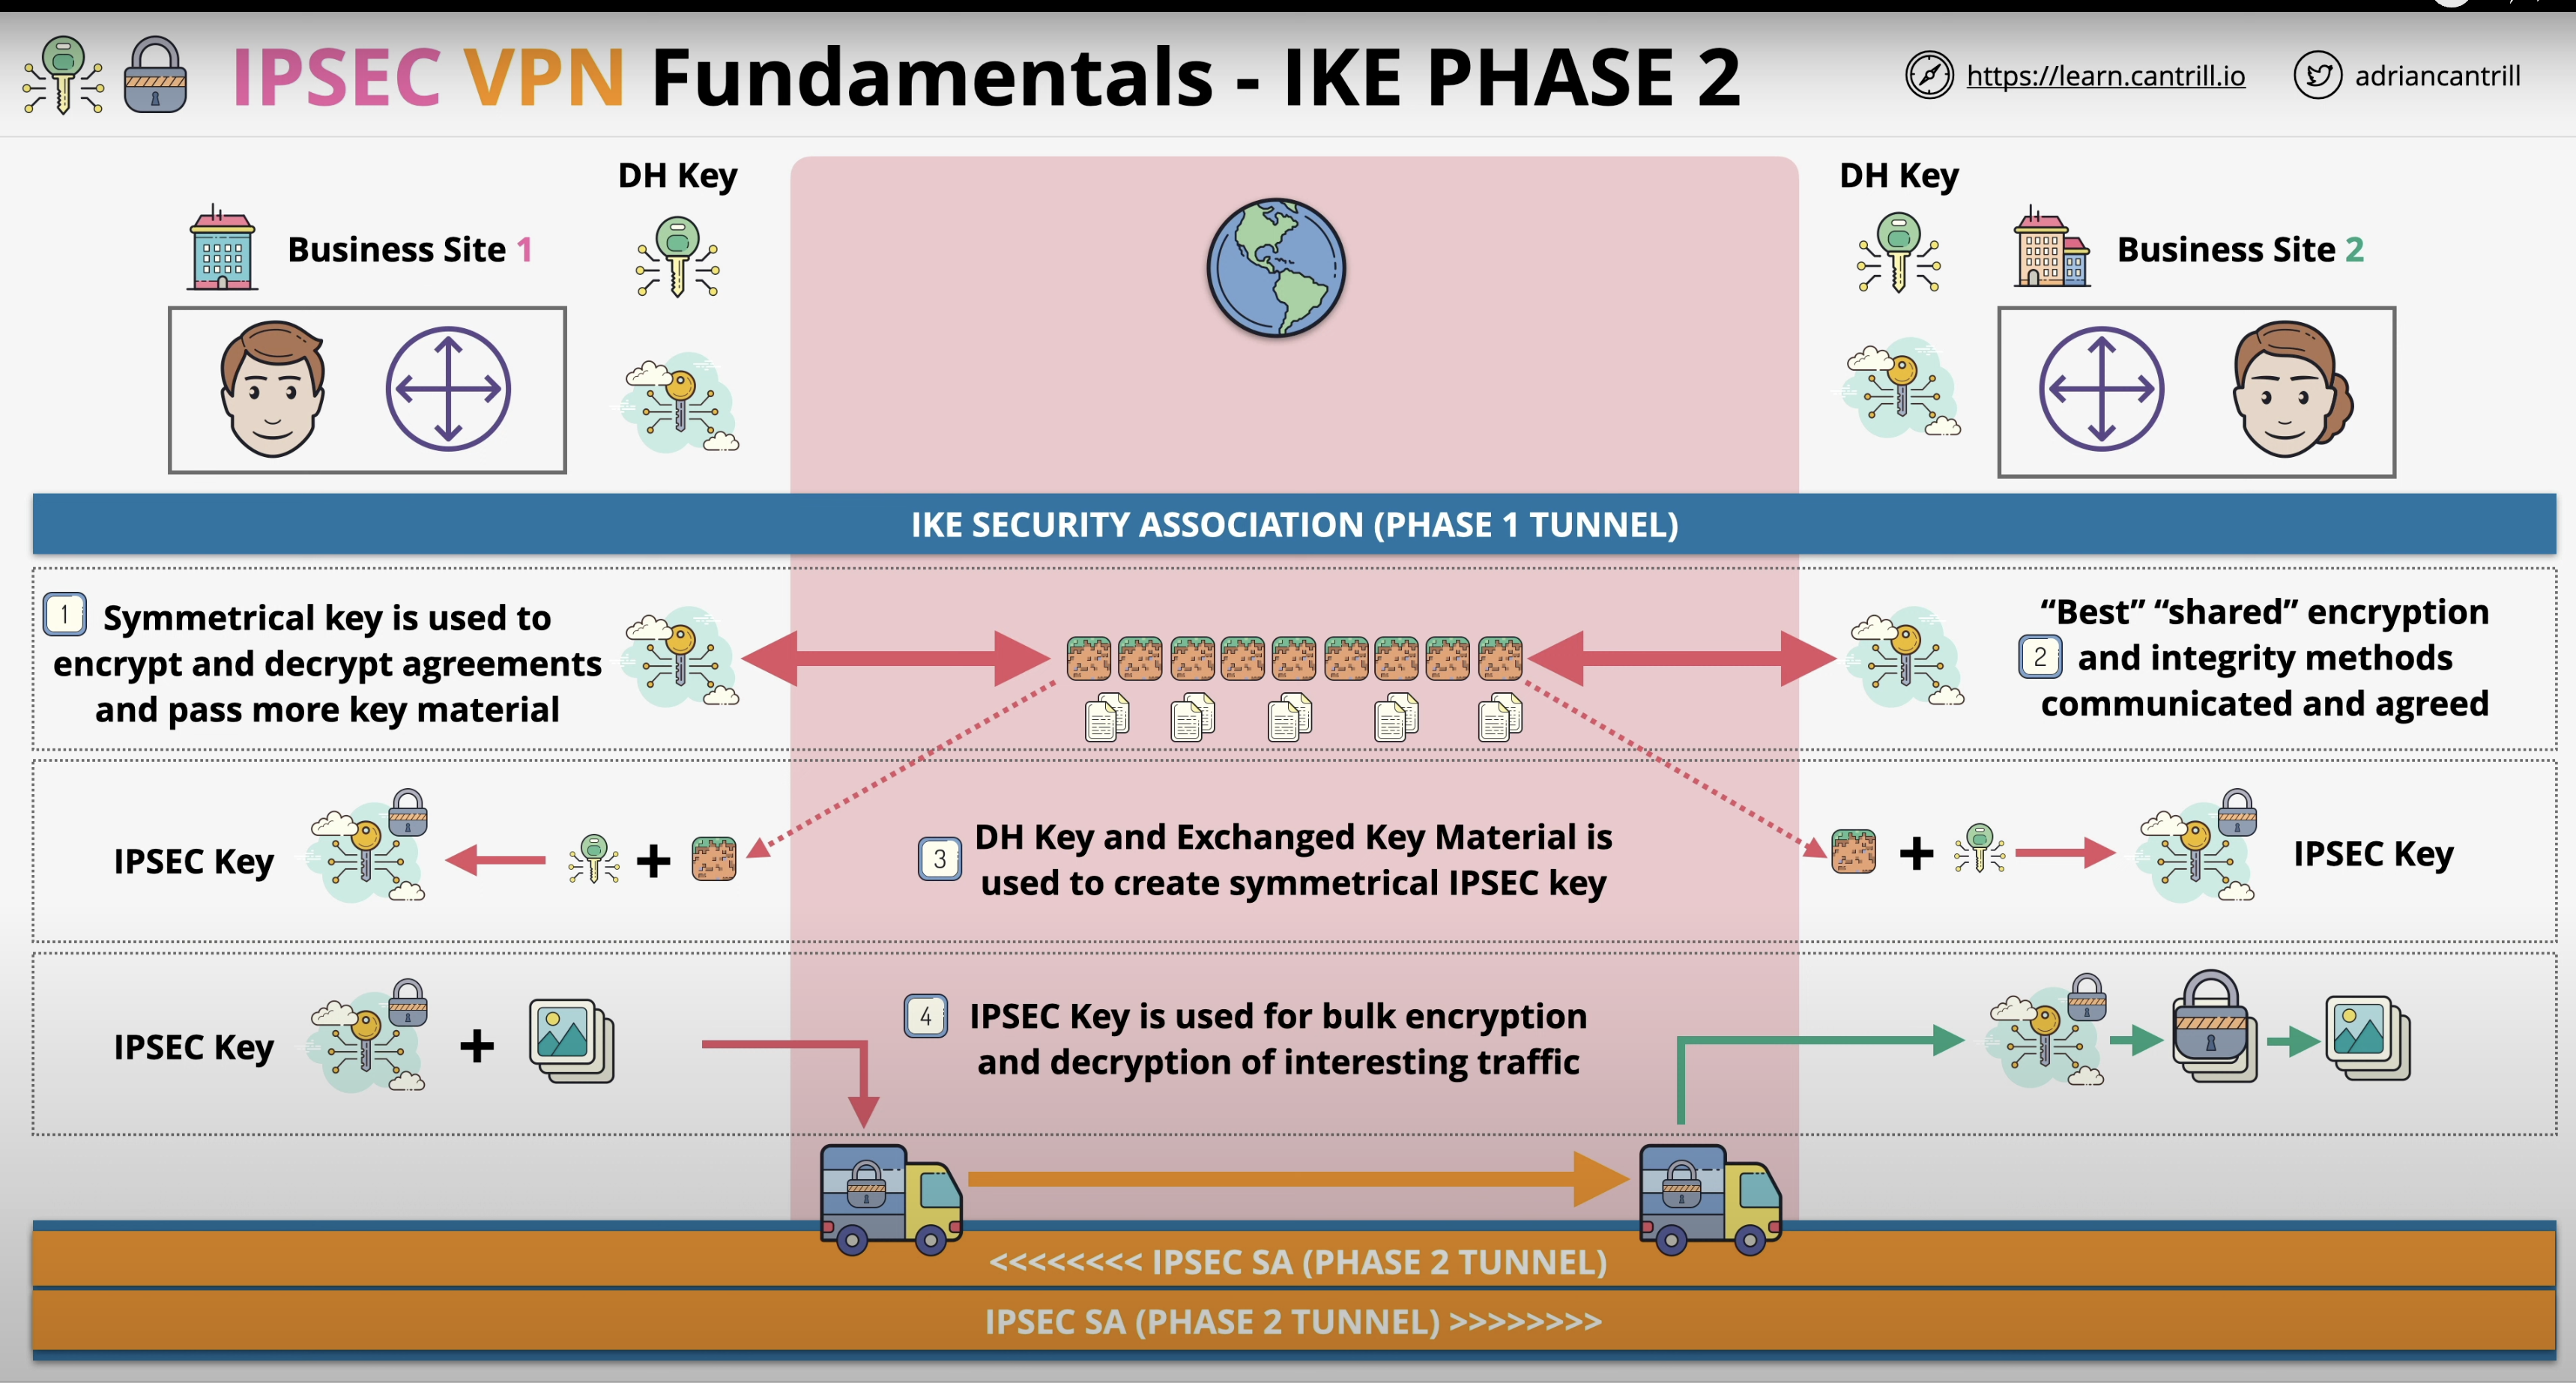 IPSEC VPN Fundamentals - IKE PHASE 2
https://learn.cantrill.io
adriancantrill
DH Key
DH Key
Business Site 1
Business Site 2
IKE SECURITY ASSOCIATION (PHASE 1 TUNNEL)
1
Symmetrical key is used to
encrypt and decrypt agreements
and pass more key material
“Best” “shared” encryption
2
and integrity methods
communicated and agreed
IPSEC Key
+
3
DH Key and Exchanged Key Material is
used to create symmetrical IPSEC key
+
IPSEC Key
IPSEC Key
+
4
IPSEC Key is used for bulk encryption
and decryption of interesting traffic
<<<<<<<< IPSEC SA (PHASE 2 TUNNEL)
IPSEC SA (PHASE 2 TUNNEL) >>>>>>>>